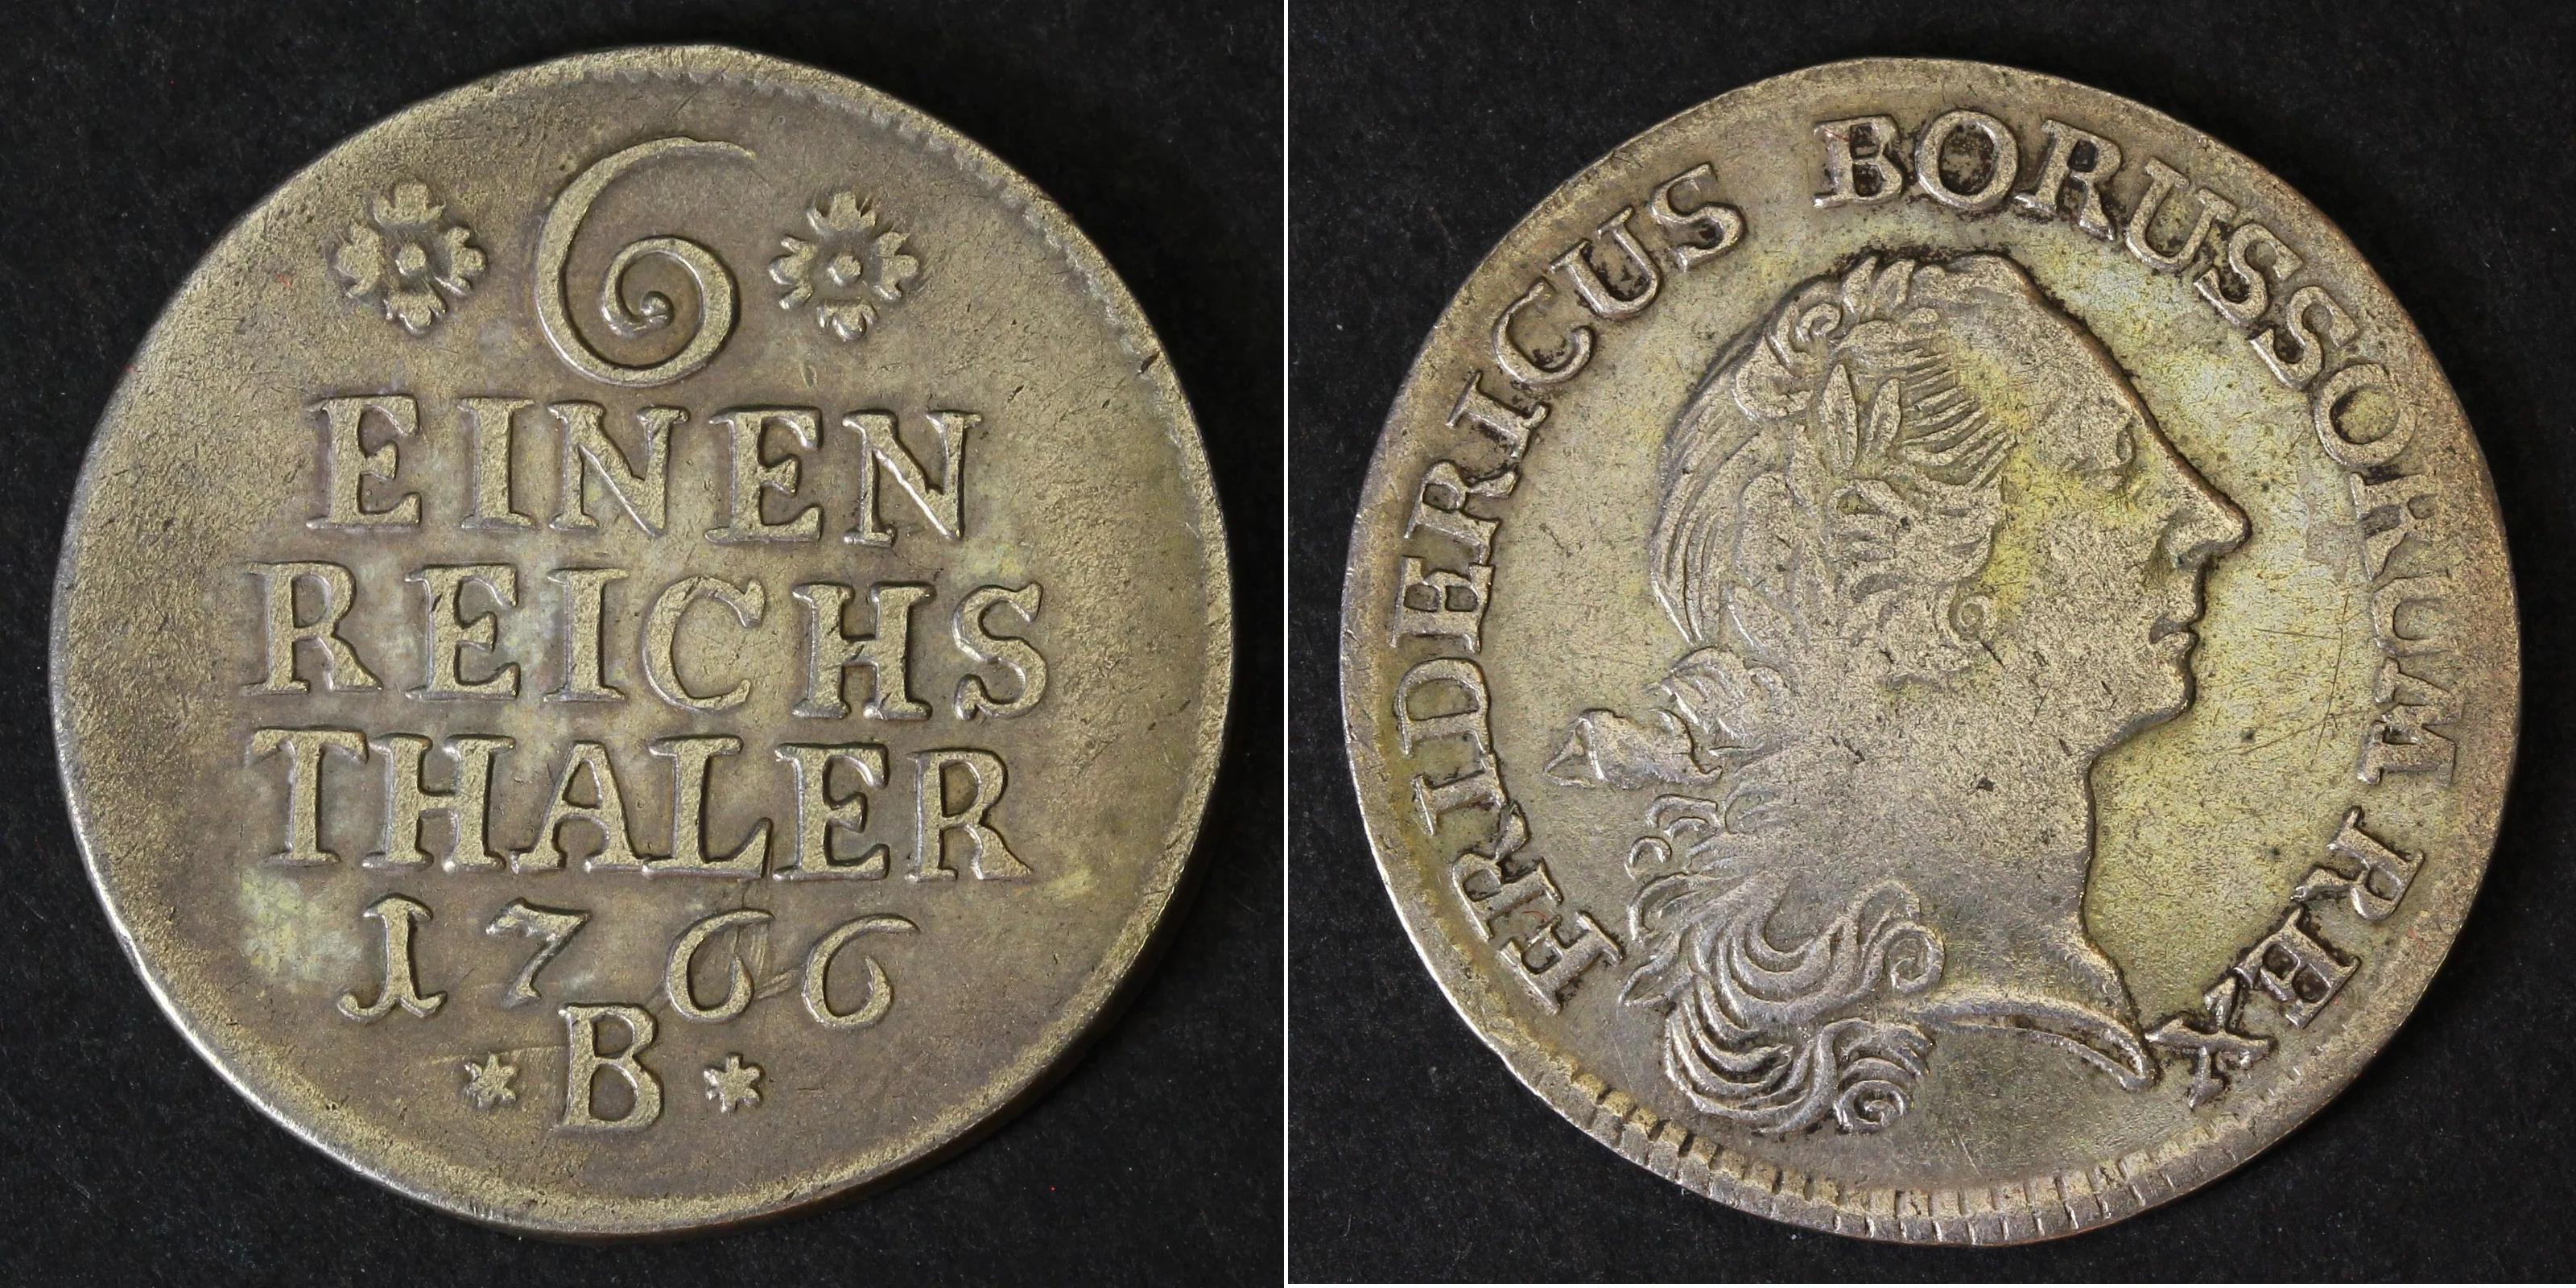 6
EINEN
REICHS
THALER
1766
* B *
FRIDERICUS BORUSSORUM REX